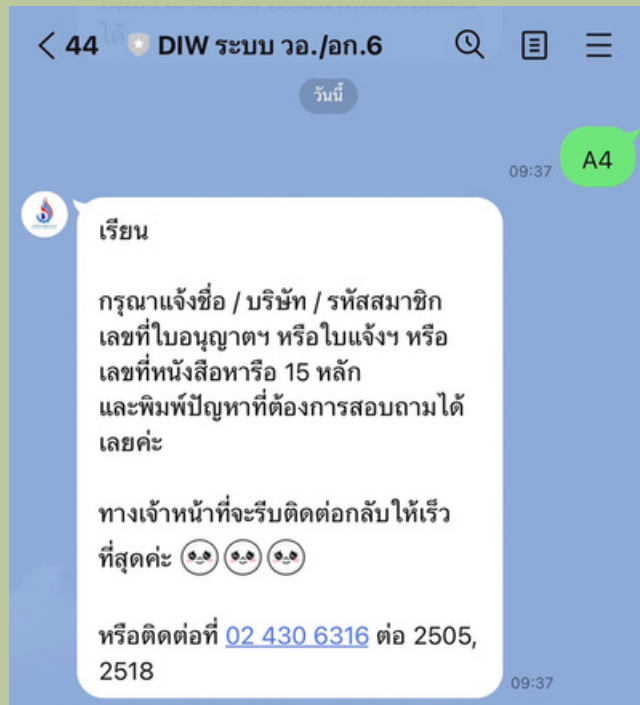 44 DIW ระบบ วอ./อก.6
วันนี้
A4
09:37
เรียน
กรุณาแจ้งชื่อ / บริษัท / รหัสสมาชิก
เลขที่ใบอนุญาตฯ หรือใบแจ้งฯ หรือ
เลขที่หนังสือหารือ 15 หลัก
และพิมพ์ปัญหาที่ต้องการสอบถามได้
เลยค่ะ
ทางเจ้าหน้าที่จะรีบติดต่อกลับให้เร็ว
ที่สุดค่ะ
หรือติดต่อที่ 02 430 6316 ต่อ 2505,
2518
09:37